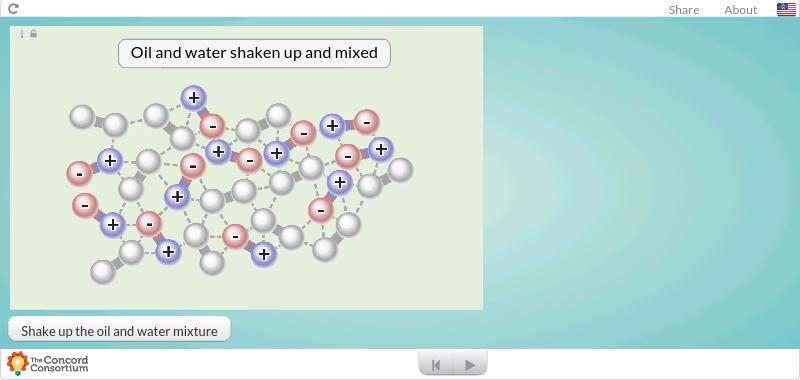 Share About
Oil and water shaken up and mixed
+
-
+ -
+
- + - +
+ - + -
- + +
- -
+ -
- +
+ +
Shake up the oil and water mixture
The Concord
Consortium